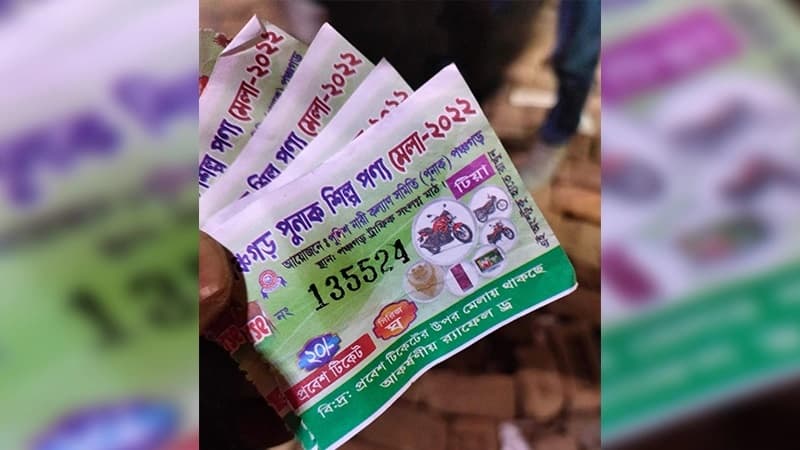 মেলা-২০২২
শিল্প পণ্য মেলা-২০২২
শিল্প পণ্য
ঞ্চগড় পুনাক শিল্প পণ্য মেলা-২০২২
আয়োজনে : পুলিশ নারী কল্যাণ সমিতি (পুনাক) পঞ্চগড়
স্থান: পঞ্চগড় ট্রাফিক সংলগ্ন মাঠ।
টিয়া
নং 135524
২০/-
সিরিজ
ঘ
প্রবেশ টিকেট
বি:দ্র: প্রবেশ টিকেটের উপর মেলায় থাকছে
আকর্ষণীয় র‍্যাফেল ড্র